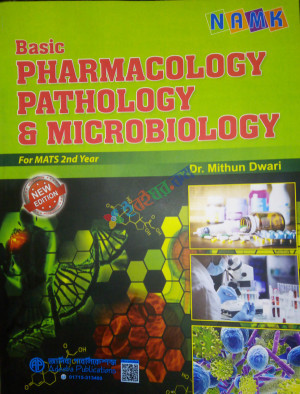 NAMK
Basic
PHARMACOLOGY
PATHOLOGY
& MICROBIOLOGY
For MATS 2nd Year
Dr. Mithun Dwari
NEW
EDITION